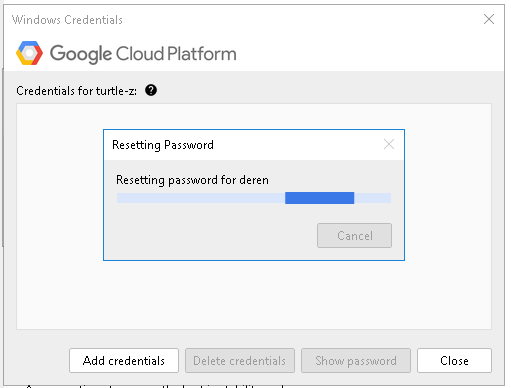 Windows Credentials
Google Cloud Platform
Credentials for turtle-z: ?
Resetting Password
Resetting password for deren
Cancel
Add credentials
Delete credentials
Show password
Close